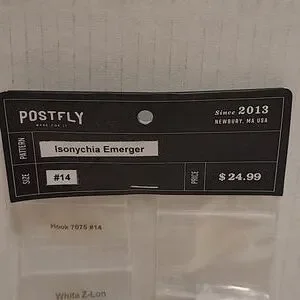 POSTFLY
MADE FOR IT
Since 2013
NEWBURY, MA USA
PATTERN
Isonychia Emerger
SIZE
#14
PRICE
$24.99
Hook 7075 #14
White Z-Lon